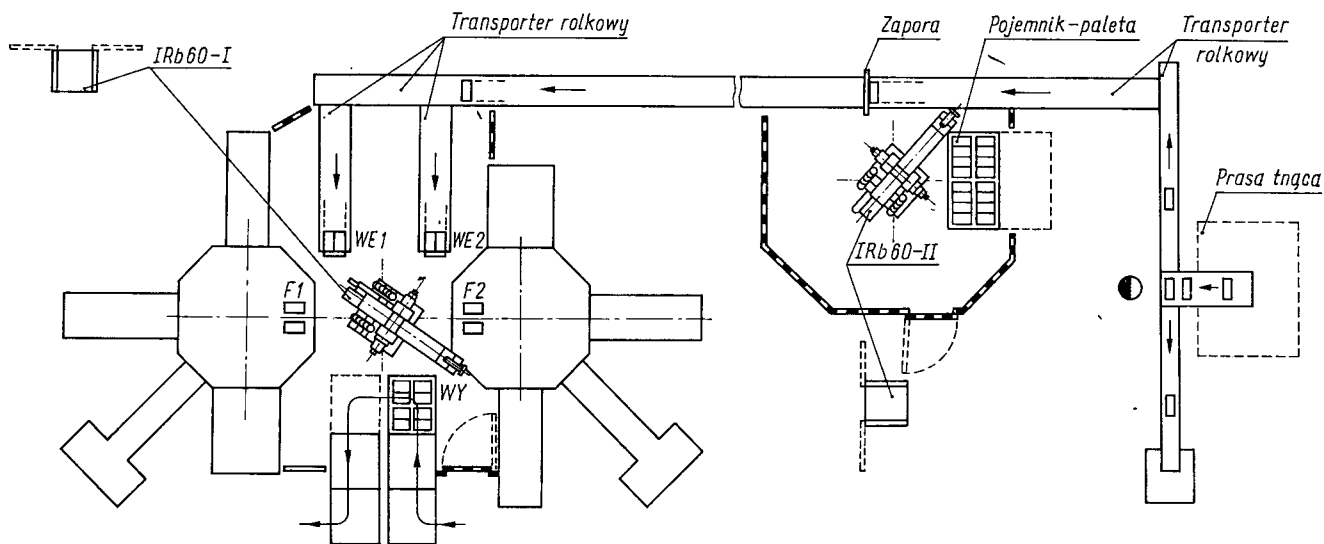 Transporter rolkowy
Zapora
Pojemnik-paleta
Transporter
rolkowy
IRb60-I
Prasa tnąca
WE1
WE2
IRb60-II
F1
F2
WY